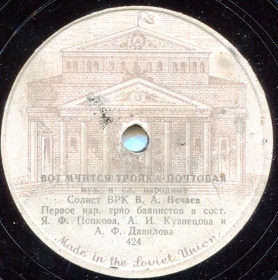 ВОТ МЧИТСЯ ТРОЙКА ПОЧТОВАЯ
муз. и сл. народные
Солист ВРК В. А. Нечаев
Первое нар. трио баянистов в сост.
Я. Ф. Попкова, А. И. Кузнецова и
А. Ф. Данилова
424
Made in the Soviet Union